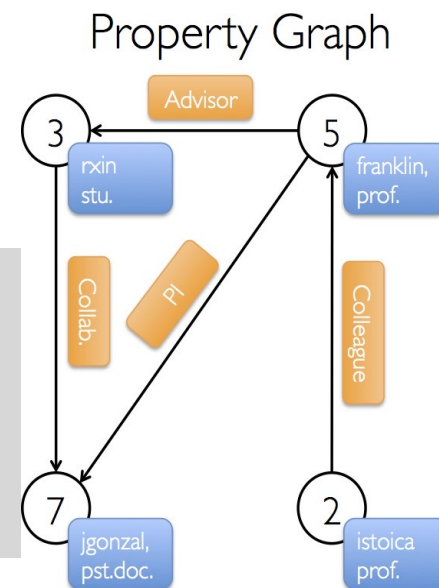 Property Graph
Advisor
3
5
rxin
stu.
franklin,
prof.
Collab.
PI
Colleague
7
2
jgonzal,
pst.doc.
istoica
prof.